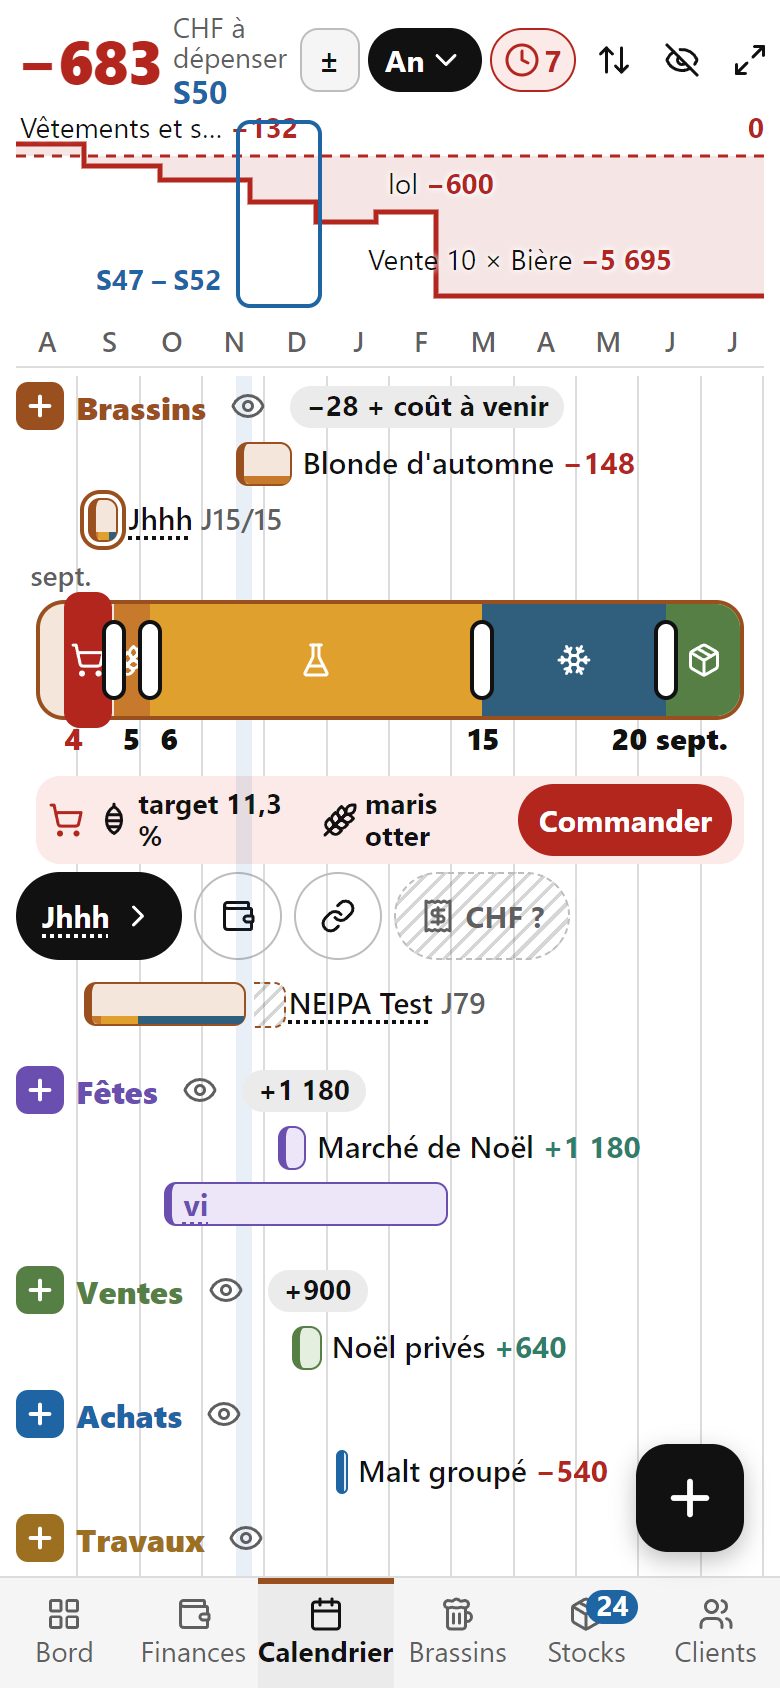 −683
CHF à
dépenser
S50
±
An
7
Vêtements et s... −132
0
lol −600
Vente 10 × Bière −5 695
S47 – S52
A S O N D J F M A M J J
Brassins
−28 + coût à venir
Blonde d'automne −148
Jhhh J15/15
sept.
4 5 6 15 20 sept.
target 11,3
%
maris
otter
Commander
Jhhh
CHF ?
NEIPA Test J79
Fêtes
+1 180
Marché de Noël +1 180
vi
Ventes
+900
Noël privés +640
Achats
Malt groupé −540
+
Travaux
24
Bord Finances Calendrier Brassins Stocks Clients